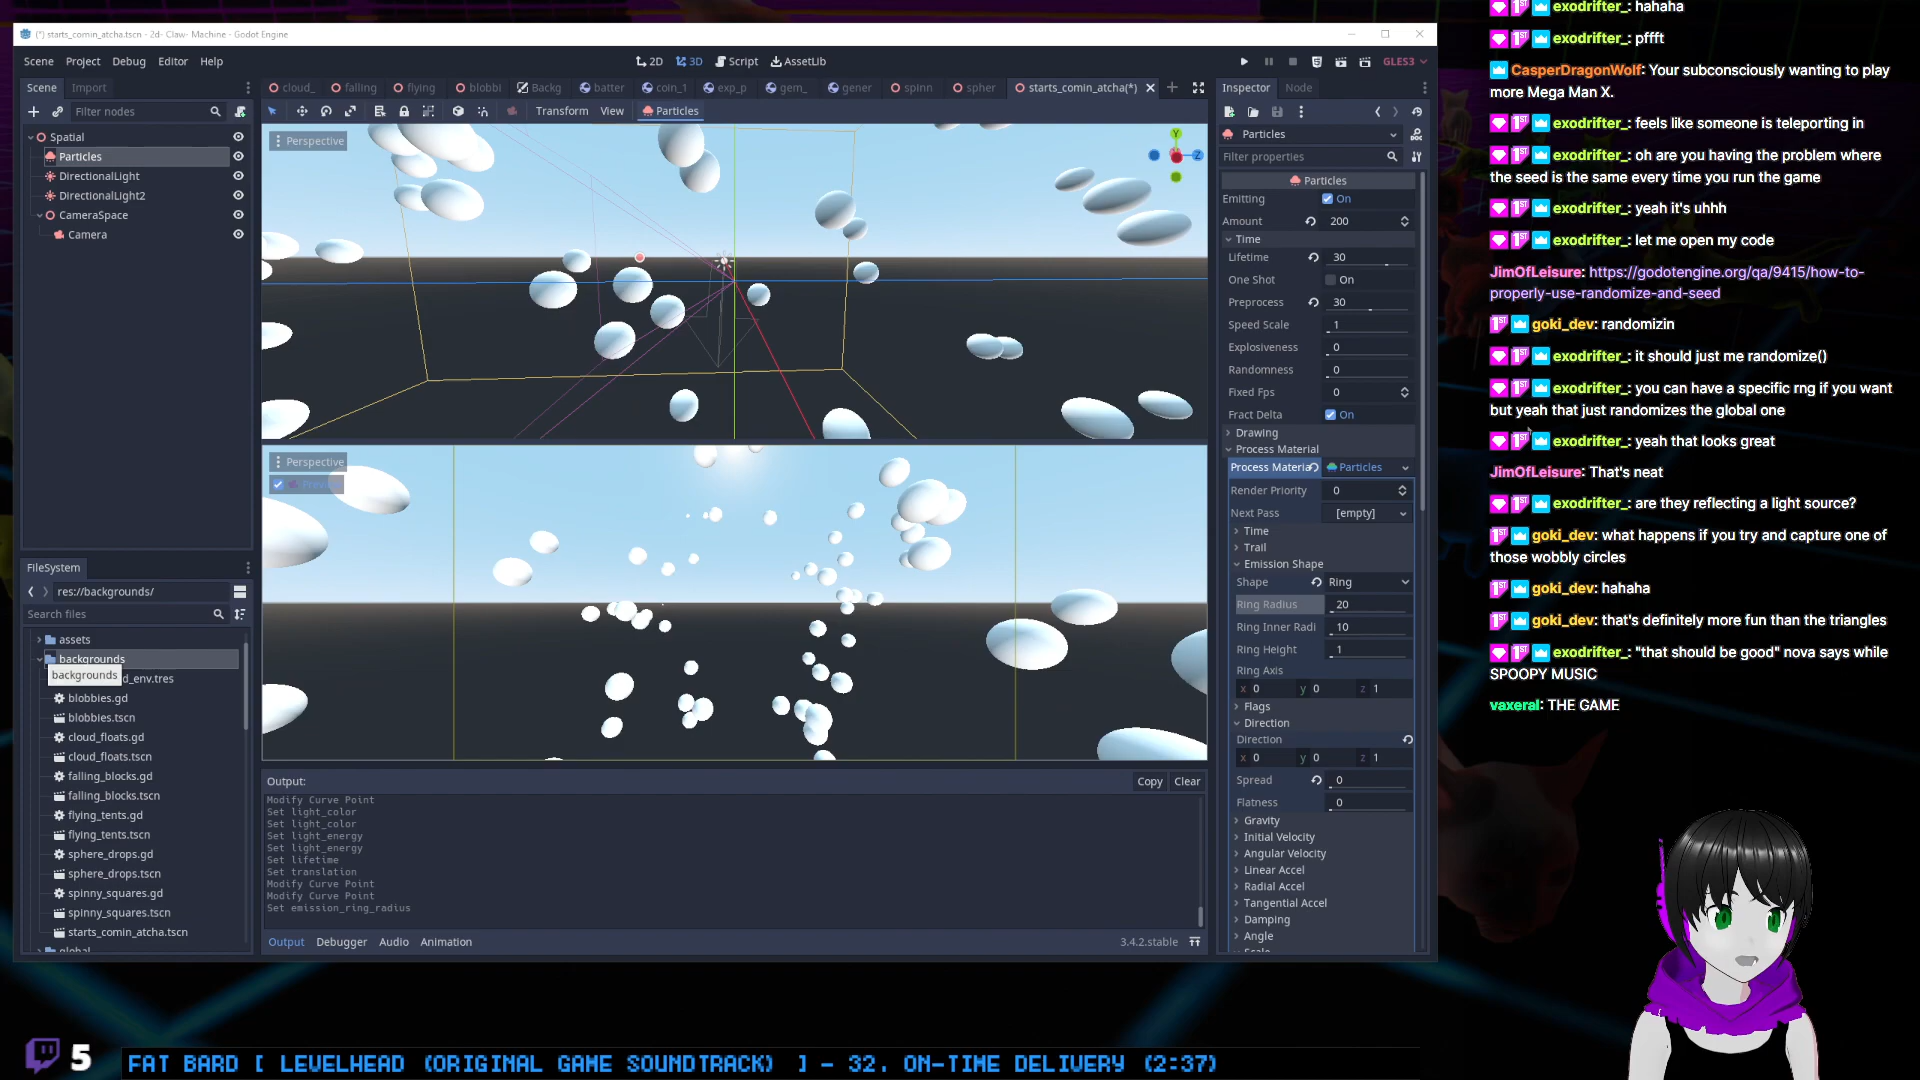 (*) starts_comin_atcha.tscn - 2d- Claw- Machine - Godot Engine
Scene Project Debug Editor Help
2D 3D Script AssetLib
GLES3
Scene Import
Filter nodes
Spatial
Particles
DirectionalLight
DirectionalLight2
CameraSpace
Camera
FileSystem
res://backgrounds/
Search files
assets
backgrounds
backgrounds
d_env.tres
blobbies.gd
blobbies.tscn
cloud_floats.gd
cloud_floats.tscn
falling_blocks.gd
falling_blocks.tscn
flying_tents.gd
flying_tents.tscn
sphere_drops.gd
sphere_drops.tscn
spinny_squares.gd
spinny_squares.tscn
starts_comin_atcha.tscn
global
cloud_ falling flying blobbi Backg batter coin_1 exp_p gem_ gener spinn spher starts_comin_atcha(*)
Transform View Particles
Perspective
Perspective
Preview
Output:
Copy Clear
Modify Curve Point
Set light_color
Set light_color
Set light_energy
Set light_energy
Set lifetime
Set translation
Modify Curve Point
Modify Curve Point
Set emission_ring_radius
Output Debugger Audio Animation
3.4.2.stable
Inspector Node
Particles
Filter properties
Particles
Emitting On
Amount 200
Time
Lifetime 30
One Shot On
Preprocess 30
Speed Scale 1
Explosiveness 0
Randomness 0
Fixed Fps 0
Fract Delta On
Drawing
Process Material
Process Materia Particles
Render Priority 0
Next Pass [empty]
Time
Trail
Emission Shape
Shape Ring
Ring Radius 20
Ring Inner Radi 10
Ring Height 1
Ring Axis
x 0 y 0 z 1
Flags
Direction
Direction
x 0 y 0 z 1
Spread 0
Flatness 0
Gravity
Initial Velocity
Angular Velocity
Linear Accel
Radial Accel
Tangential Accel
Damping
Angle
Scale
exodrifter_: hahaha
exodrifter_: pffft
CasperDragonWolf: Your subconsciously wanting to play
more Mega Man X.
exodrifter_: feels like someone is teleporting in
exodrifter_: oh are you having the problem where
the seed is the same every time you run the game
exodrifter_: yeah it's uhhh
exodrifter_: let me open my code
JimOfLeisure: https://godotengine.org/qa/9415/how-to-
properly-use-randomize-and-seed
goki_dev: randomizin
exodrifter_: it should just me randomize()
exodrifter_: you can have a specific rng if you want
but yeah that just randomizes the global one
exodrifter_: yeah that looks great
JimOfLeisure: That's neat
exodrifter_: are they reflecting a light source?
goki_dev: what happens if you try and capture one of
those wobbly circles
goki_dev: hahaha
goki_dev: that's definitely more fun than the triangles
exodrifter_: "that should be good" nova says while
SPOOPY MUSIC
vaxeral: THE GAME
5
FAT BARD [ LEVELHEAD (ORIGINAL GAME SOUNDTRACK) ] - 32. ON-TIME DELIVERY (2:37)